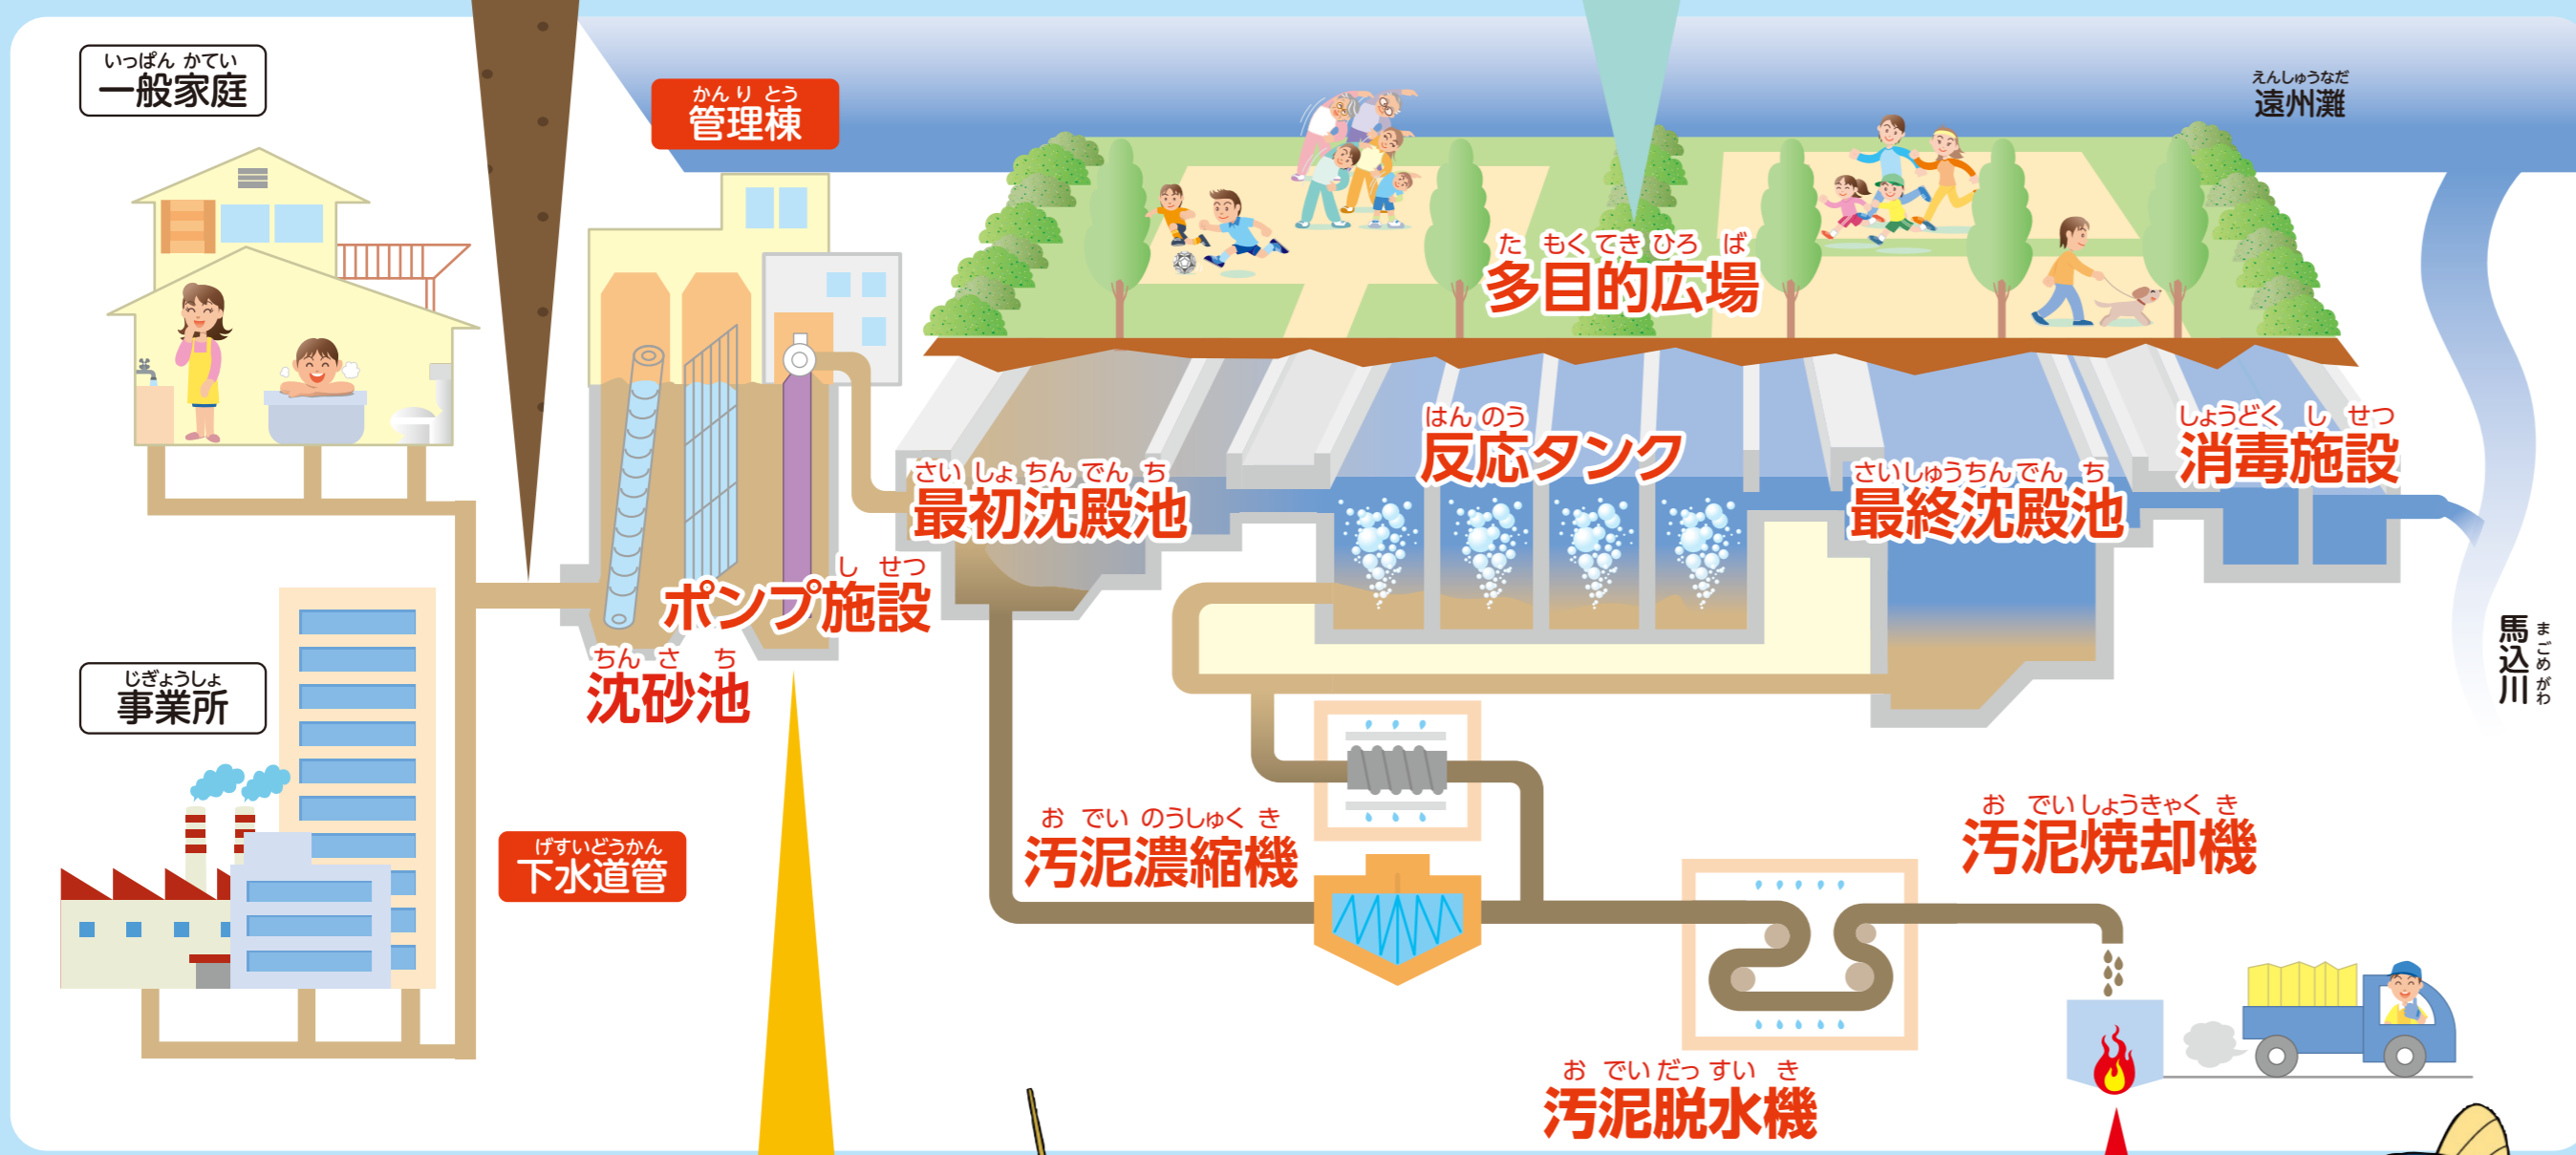 いっぱん かてい
一般家庭
かんりとう
管理棟
えんしゅうなだ
遠州灘
たもくてきひろば
多目的広場
はんのう
反応タンク
しょうどくしせつ
消毒施設
さいしょちんでんち
最初沈殿池
さいしゅうちんでんち
最終沈殿池
しせつ
ポンプ施設
ちんさち
沈砂池
まごめがわ
馬込川
じぎょうしょ
事業所
げすいどうかん
下水道管
おでいのうしゅくき
汚泥濃縮機
おでいしょうきゃくき
汚泥焼却機
おでいだっすいき
汚泥脱水機